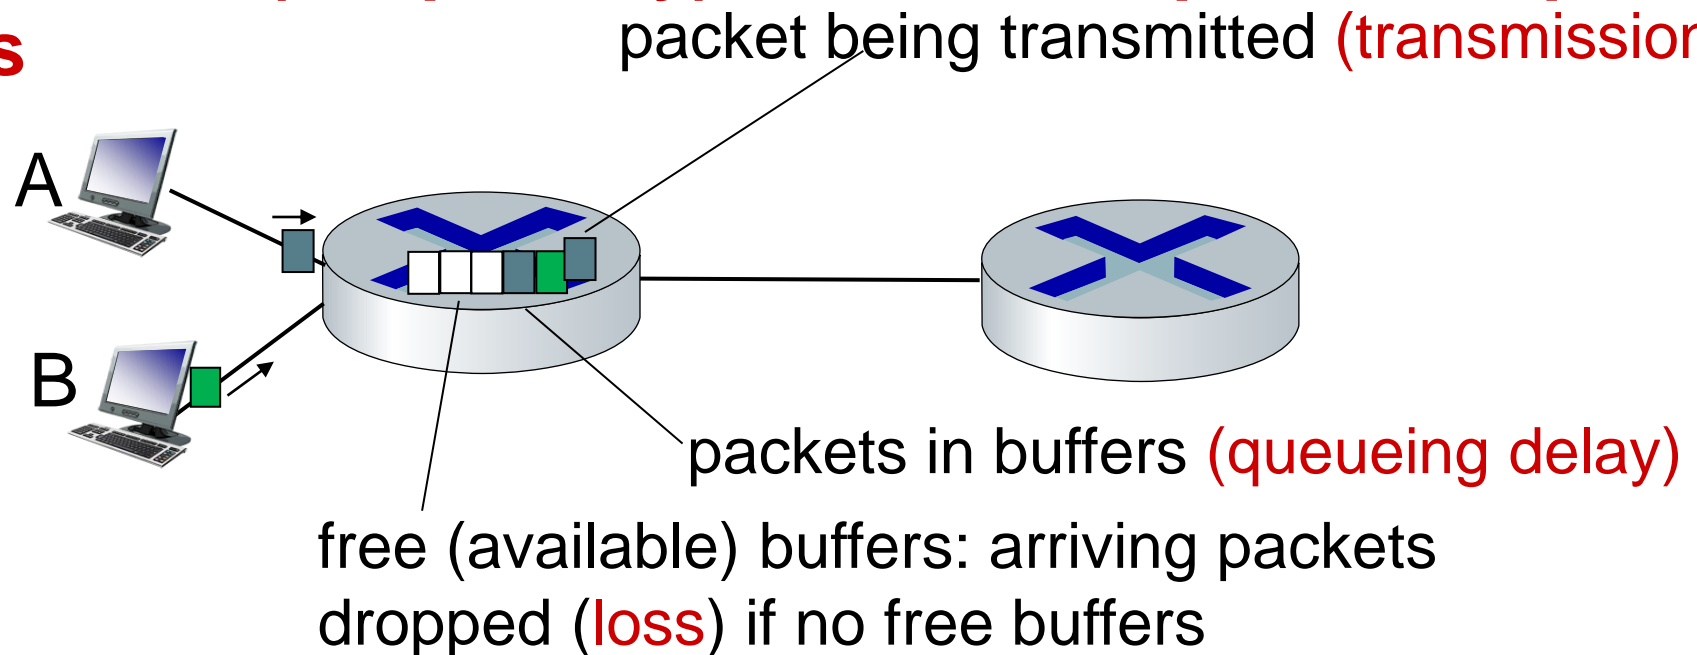 s
packet being transmitted (transmission
A
B
packets in buffers (queueing delay)
free (available) buffers: arriving packets
dropped (loss) if no free buffers